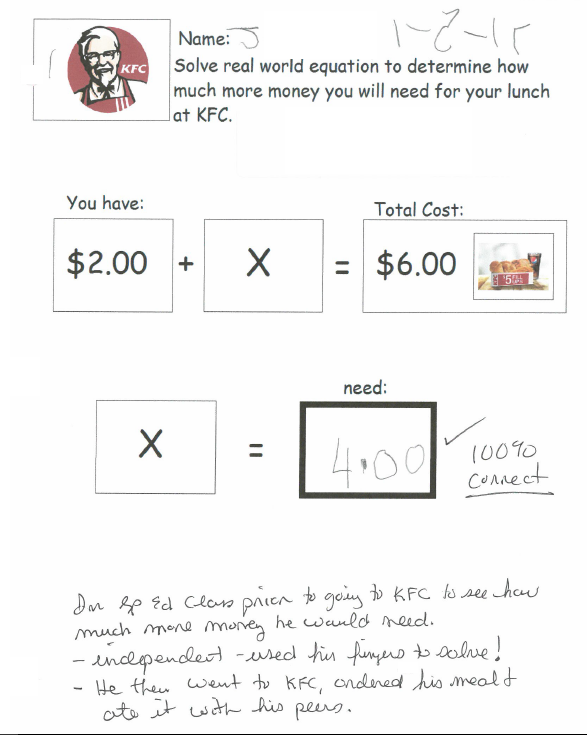 Name: J 1-2-15
KFC
Solve real world equation to determine how
much more money you will need for your lunch
at KFC.
You have:
Total Cost:
$2.00 + X = $6.00
$5
need:
X = 4.00 ✓ 100%
Correct
In Sp Ed Class prior to going to KFC to see how
much more money he would need.
- independent - used his fingers to solve!
- He then went to KFC, ordered his meal &
ate it with his peers.